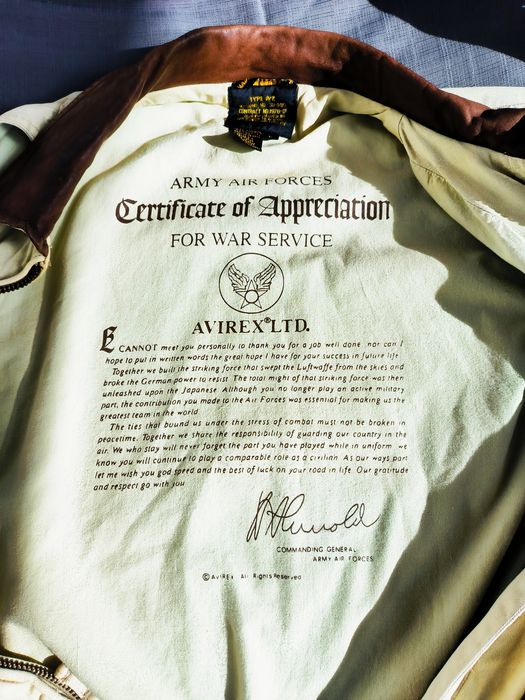 TYPE A-2
CONTRACT NO
ARMY AIR FORCES
Certificate of Appreciation
FOR WAR SERVICE
AVIREX® LTD.
I CANNOT meet you personally to thank you for a job well done nor can I
hope to put in written words the great hope I have for your success in future life
Together we built the striking force that swept the Luftwaffe from the skies and
broke the German power to resist The total might of that striking force was then
unleashed upon the Japanese Although you no longer play an active military
part, the contribution you made to the Air Forces was essential for making us the
greatest team in the world
The ties that bound us under the stress of combat must not be broken in
peacetime. Together we share the responsibility of guarding our country in the
air. We who stay will never forget the part you have played while in uniform we
know you will continue to play a comparable role as a civilian As our ways part
let me wish you god speed and the best of luck on your road in life. Our gratitude
and respect go with you
H H Arnold
COMMANDING GENERAL
ARMY AIR FORCES
© AVIREX All Rights Reserved